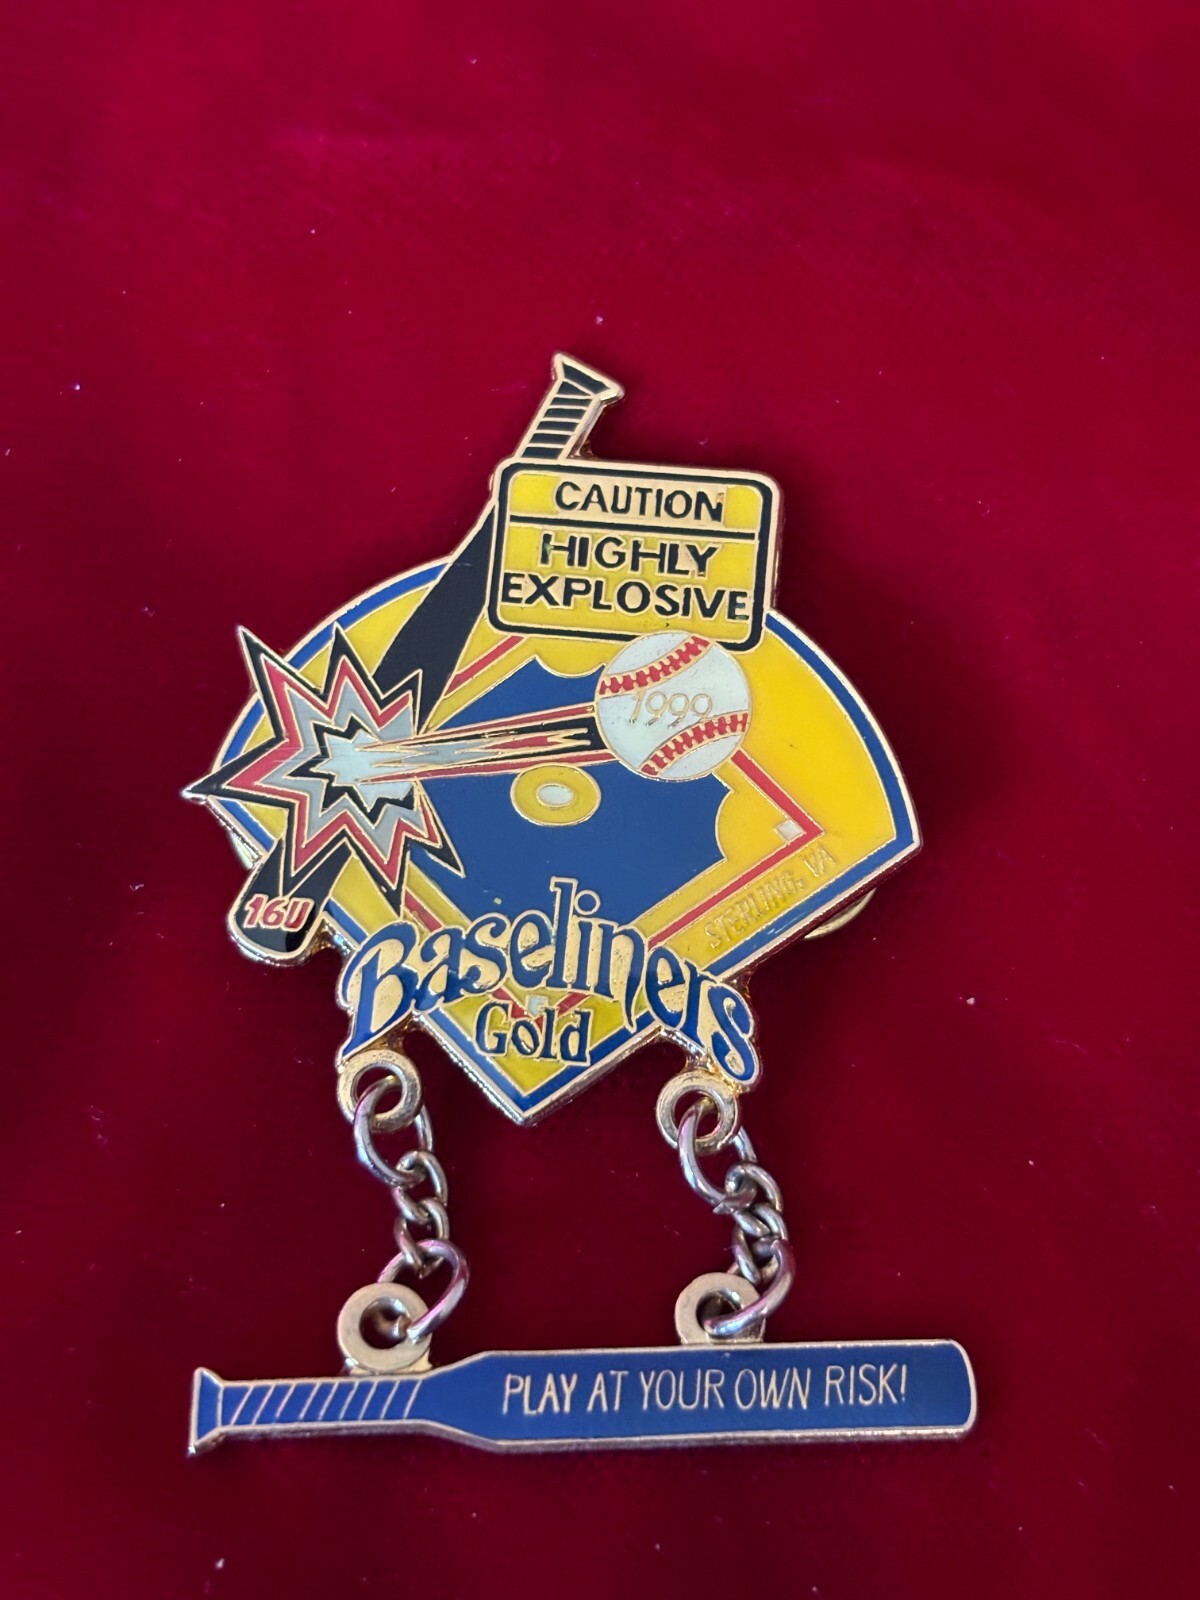 CAUTION
HIGHLY
EXPLOSIVE
1999
STERLING, VA
16U
Baseliners
Gold
PLAY AT YOUR OWN RISK!